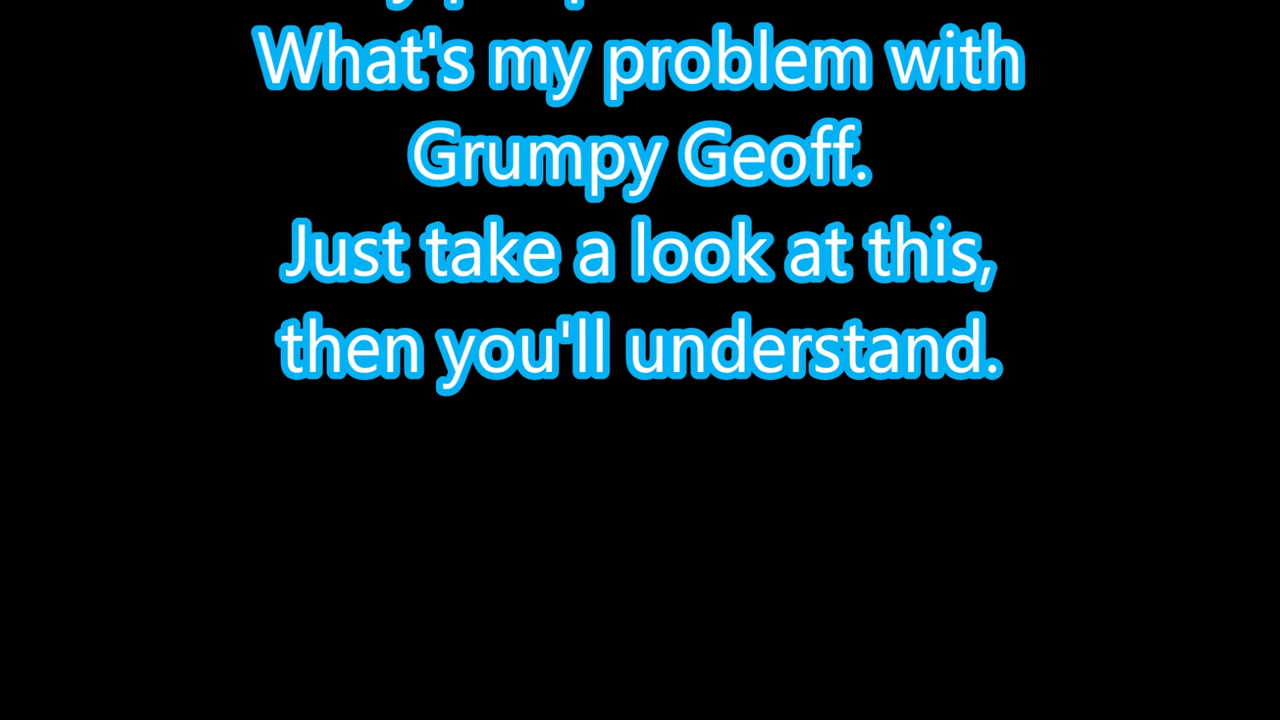 What's my problem with
Grumpy Geoff.
Just take a look at this,
then you'll understand.